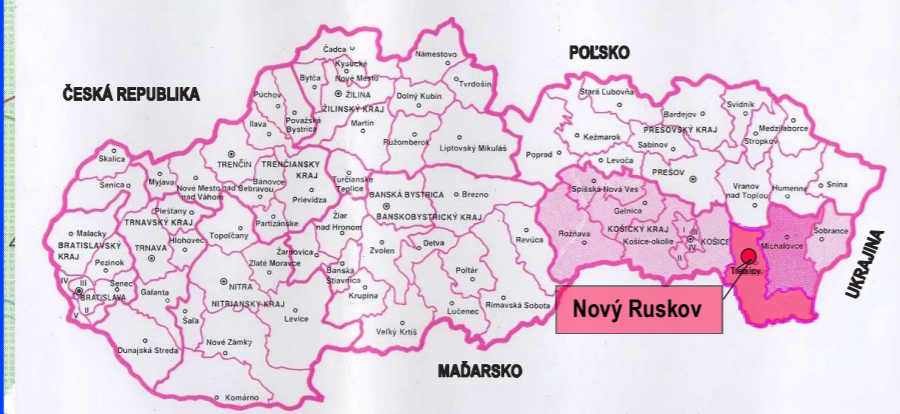 POĽSKO
ČESKÁ REPUBLIKA
UKRAJINA
MAĎARSKO
Nový Ruskov
Čadca
Kysucké
Nové Mesto
Bytča
ŽILINA
ŽILINSKÝ KRAJ
Púchov
Považská
Bystrica
Ilava
Martin
Námestovo
Tvrdošín
Dolný Kubín
Ružomberok
Liptovský Mikuláš
Skalica
Senica
Myjava
TRENČÍN
TRENČIANSKY
KRAJ
Nové Mesto
nad Váhom
Bánovce
nad Bebravou
Prievidza
Partizánske
Turčianske
Teplice
Piešťany
TRNAVSKÝ KRAJ
TRNAVA
Hlohovec
Topoľčany
Malacky
BRATISLAVSKÝ
KRAJ
Pezinok
Senec
IV
III
BRATISLAVA
V
II
Galanta
Dunajská Streda
Zlaté Moravce
NITRA
NITRIANSKY KRAJ
Šaľa
Nové Zámky
Levice
Komárno
BANSKÁ BYSTRICA
BANSKOBYSTRICKÝ KRAJ
Brezno
Žiar
nad Hronom
Žarnovica
Banská
Štiavnica
Zvolen
Detva
Krupina
Veľký Krtíš
Poltár
Lučenec
Rimavská Sobota
Revúca
Stará Ľubovňa
Bardejov
Svidník
PREŠOVSKÝ KRAJ
Medzilaborce
Stropkov
Kežmarok
Sabinov
Poprad
Levoča
PREŠOV
Vranov
nad Topľou
Humenné
Snina
Spišská Nová Ves
Gelnica
KOŠICKÝ KRAJ
Rožňava
Košice-okolie
I
III
IV
II
KOŠICE
Michalovce
Sobrance